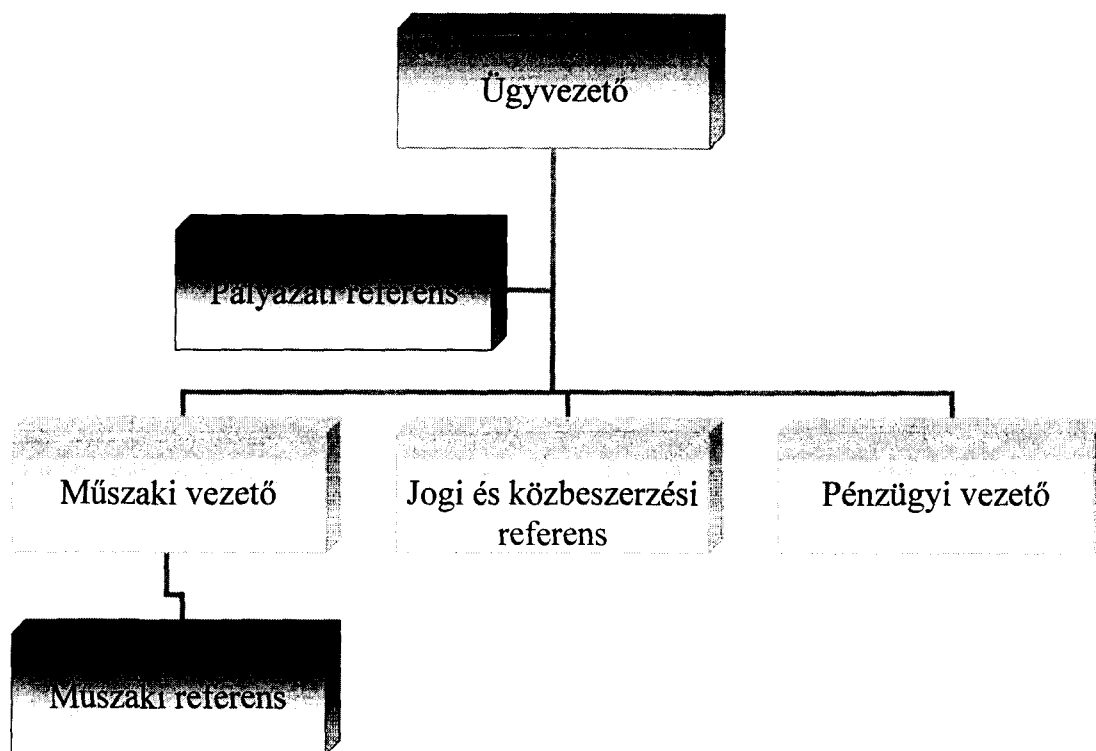 Ügyvezető
Pályázati referens
Műszaki vezető
Jogi és közbeszerzési
referens
Pénzügyi vezető
Műszaki referens